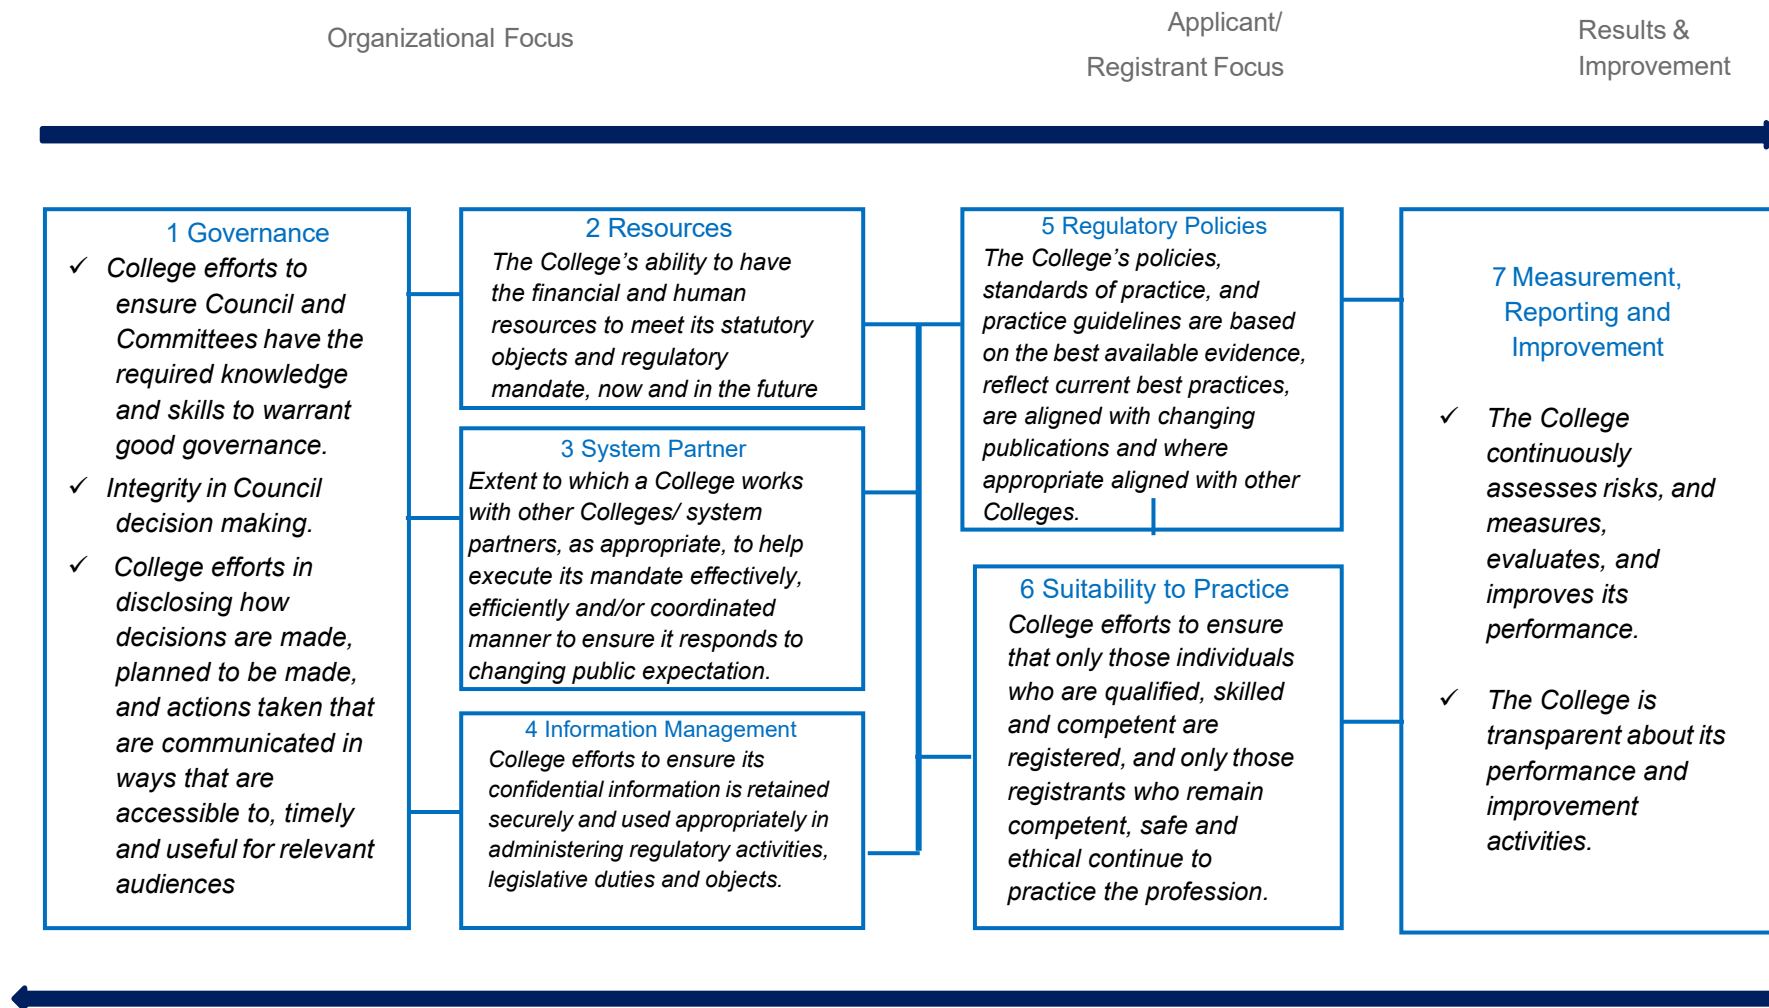 Organizational Focus
Applicant/
Registrant Focus
Results &
Improvement
1 Governance
✓ College efforts to
ensure Council and
Committees have the
required knowledge
and skills to warrant
good governance.
✓ Integrity in Council
decision making.
✓ College efforts in
disclosing how
decisions are made,
planned to be made,
and actions taken that
are communicated in
ways that are
accessible to, timely
and useful for relevant
audiences
2 Resources
The College’s ability to have
the financial and human
resources to meet its statutory
objects and regulatory
mandate, now and in the future
3 System Partner
Extent to which a College works
with other Colleges/ system
partners, as appropriate, to help
execute its mandate effectively,
efficiently and/or coordinated
manner to ensure it responds to
changing public expectation.
4 Information Management
College efforts to ensure its
confidential information is retained
securely and used appropriately in
administering regulatory activities,
legislative duties and objects.
5 Regulatory Policies
The College’s policies,
standards of practice, and
practice guidelines are based
on the best available evidence,
reflect current best practices,
are aligned with changing
publications and where
appropriate aligned with other
Colleges.
6 Suitability to Practice
College efforts to ensure
that only those individuals
who are qualified, skilled
and competent are
registered, and only those
registrants who remain
competent, safe and
ethical continue to
practice the profession.
7 Measurement,
Reporting and
Improvement
✓ The College
continuously
assesses risks, and
measures,
evaluates, and
improves its
performance.
✓ The College is
transparent about its
performance and
improvement
activities.